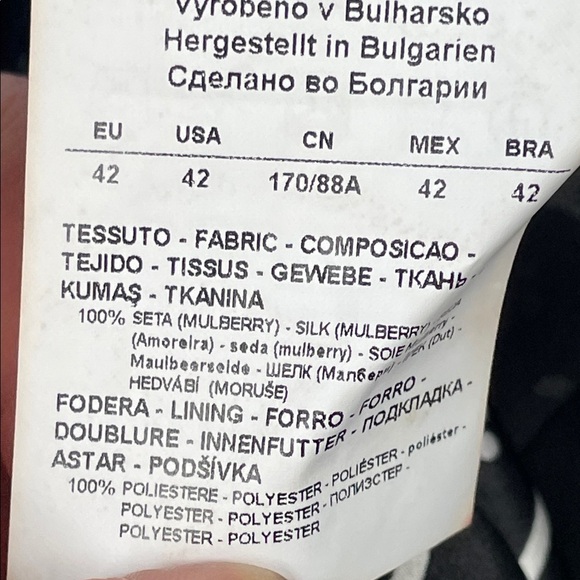 Vyrobeno v Bulharsko
Hergestellt in Bulgarien
Сделано во Болгарии
EU USA CN MEX BRA
42 42 170/88A 42 42
TESSUTO - FABRIC - COMPOSICAO -
TEJIDO - TISSUS - GEWEBE - ТКАНЬ
KUMAŞ - TKANINA
100% SETA (MULBERRY) - SILK (MULBERRY)
(Amoreira) - seda (mulberry) - SOIE
Maulbeerseide - ШЕЛК (Малбери) (Dut) -
HEDVÁBÍ (MORUŠE)
FODERA - LINING - FORRO - FORRO -
DOUBLURE - INNENFUTTER - ПОДКЛАДКА -
ASTAR - PODŠÍVKA
100% POLIESTERE - POLYESTER - POLIÉSTER - poliéster -
POLYESTER - POLYESTER - ПОЛИЭСТЕР -
POLYESTER - POLYESTER